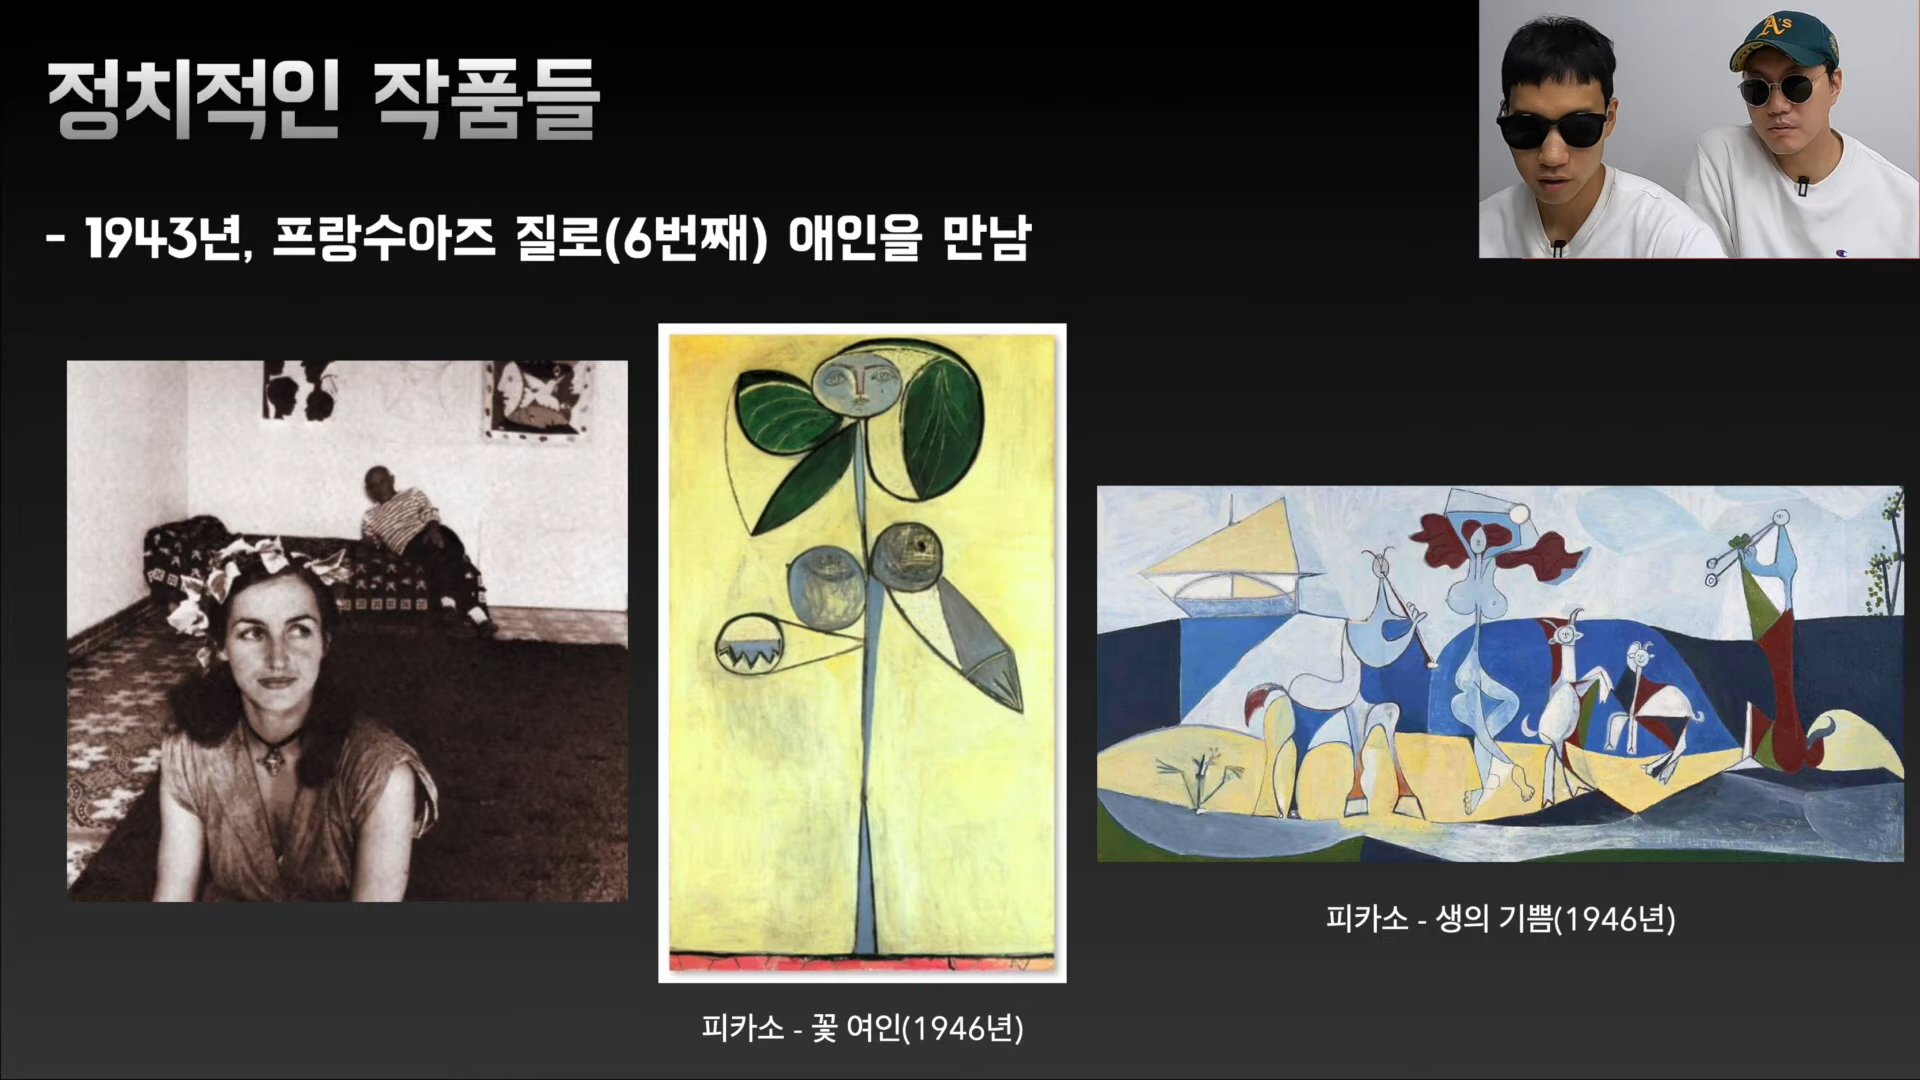 정치적인 작품들
- 1943년, 프랑수아즈 질로(6번째) 애인을 만남
A's
피카소 - 생의 기쁨(1946년)
피카소 - 꽃 여인(1946년)